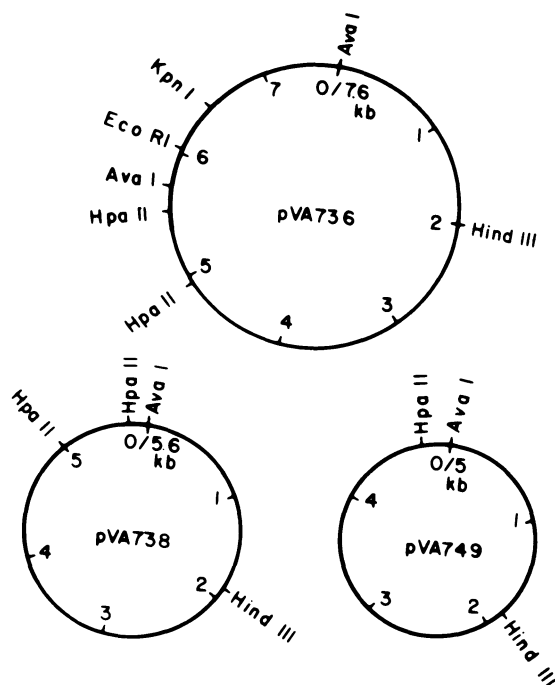 Ava I
Kpn I
7
0/7.6
kb
1
Eco RI
6
Ava I
Hpa II
pVA736
2
Hind III
5
Hpa II
4
3
Hpa II
Ava I
Hpa II
5
0/5.6
kb
1
pVA738
4
2
Hind III
3
Hpa II
Ava I
0/5
kb
4
1
pVA749
3
2
Hind III